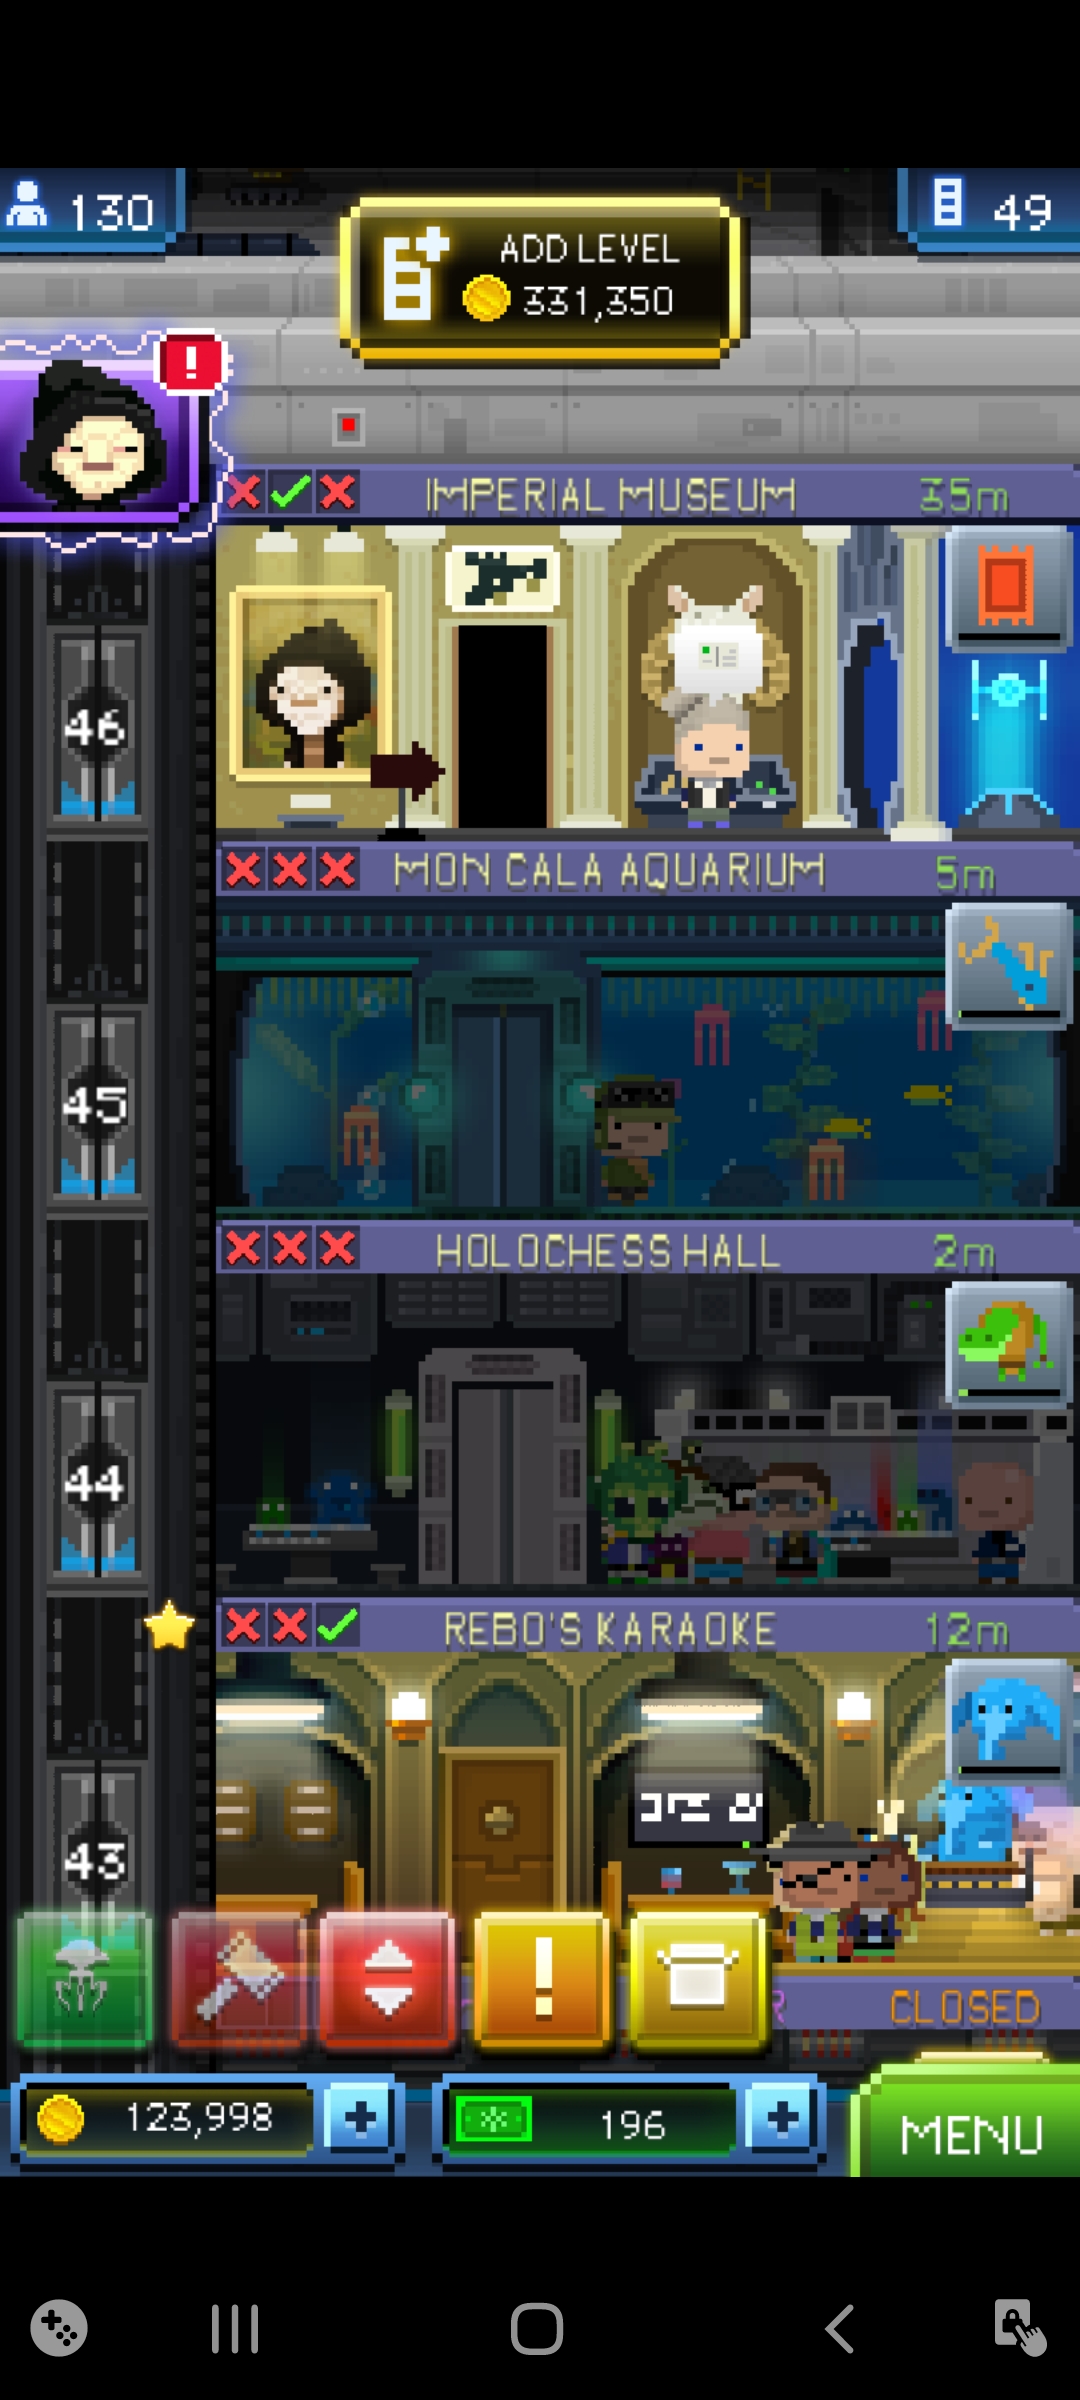 130
ADD LEVEL
331,350
49
IMPERIAL MUSEUM 35m
46
MON CALA AQUARIUM 5m
45
HOLOCHESS HALL 2m
44
REBO'S KARAOKE 12m
43
CLOSED
123,998
196
MENU